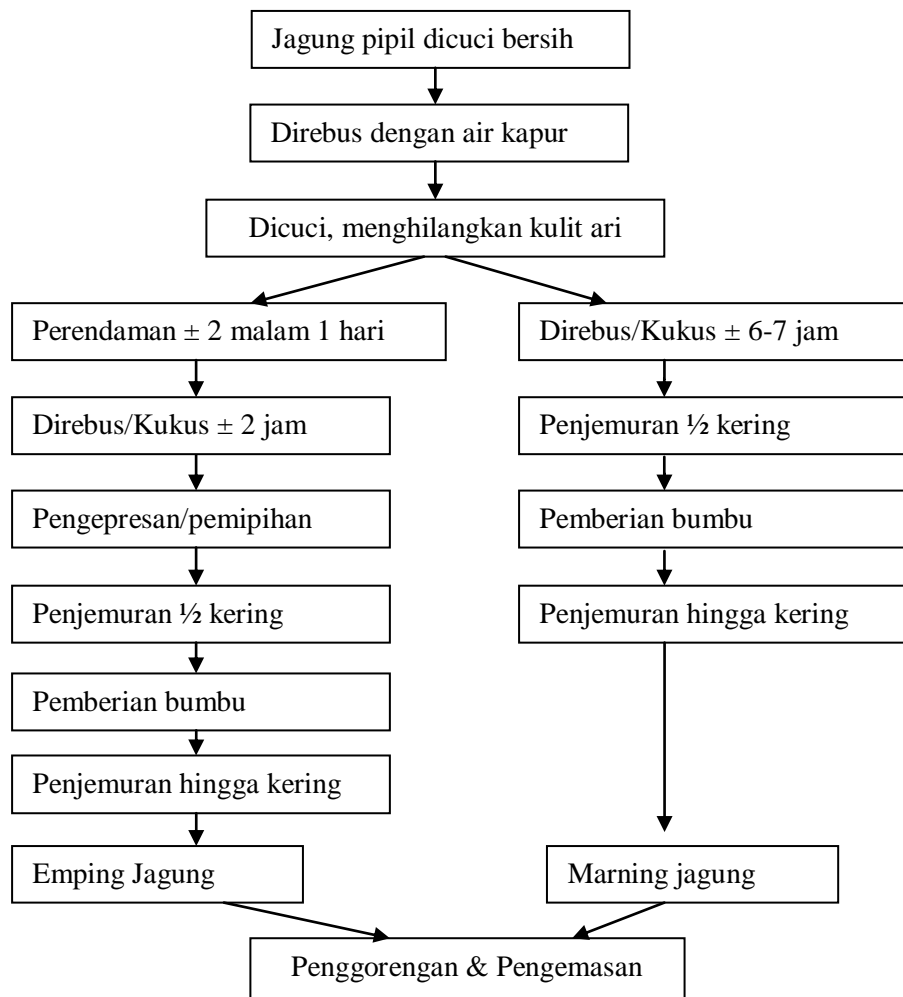 Jagung pipil dicuci bersih
Direbus dengan air kapur
Dicuci, menghilangkan kulit ari
Perendaman ± 2 malam 1 hari
Direbus/Kukus ± 2 jam
Pengepresan/pemipihan
Penjemuran ½ kering
Pemberian bumbu
Penjemuran hingga kering
Emping Jagung
Direbus/Kukus ± 6-7 jam
Penjemuran ½ kering
Pemberian bumbu
Penjemuran hingga kering
Marning jagung
Penggorengan & Pengemasan